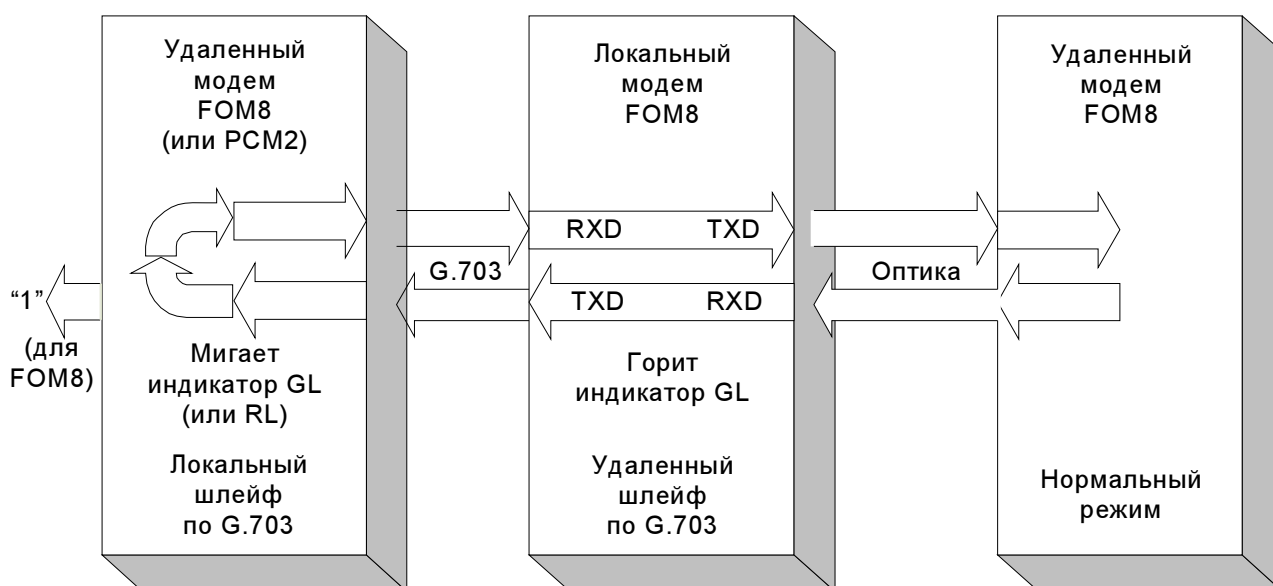 Удаленный
модем
FOM8
(или PCM2)
Локальный
модем
FOM8
Удаленный
модем
FOM8
RXD TXD
G.703
Оптика
TXD RXD
“1”
(для
FOM8)
Мигает
индикатор GL
(или RL)
Горит
индикатор GL
Локальный
шлейф
по G.703
Удаленный
шлейф
по G.703
Нормальный
режим